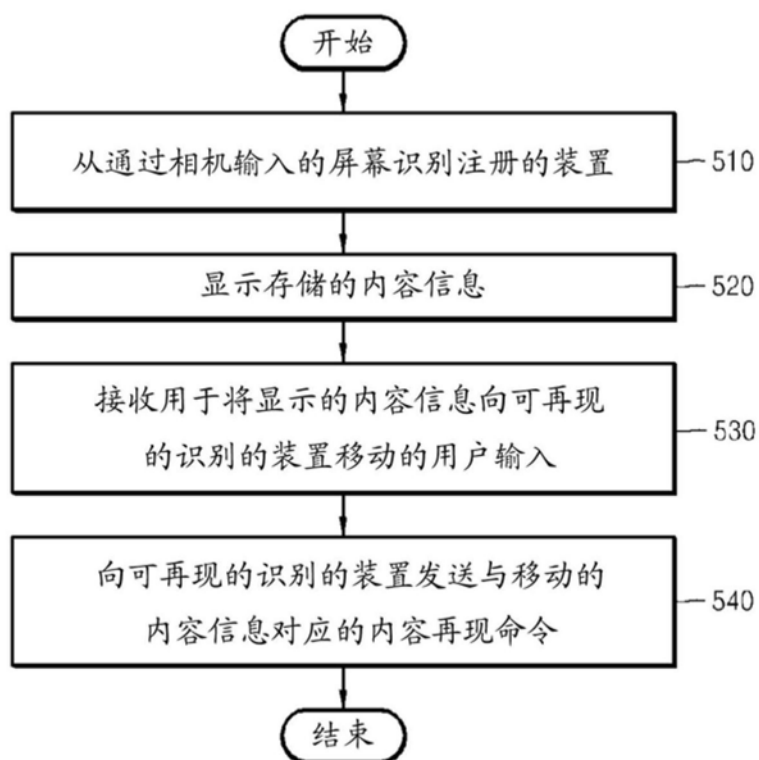 开始
从通过相机输入的屏幕识别注册的装置
510
显示存储的内容信息
520
接收用于将显示的内容信息向可再现
的识别的装置移动的用户输入
530
向可再现的识别的装置发送与移动的
内容信息对应的内容再现命令
540
结束